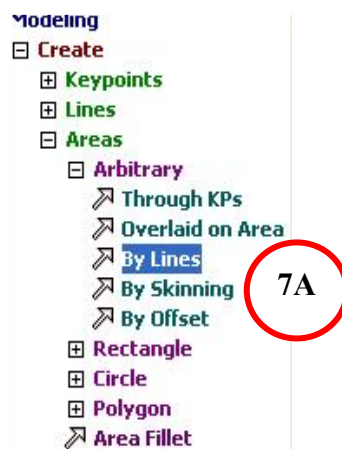 Modeling
Create
Keypoints
Lines
Areas
Arbitrary
Through KPs
Overlaid on Area
By Lines
By Skinning
7A
By Offset
Rectangle
Circle
Polygon
Area Fillet